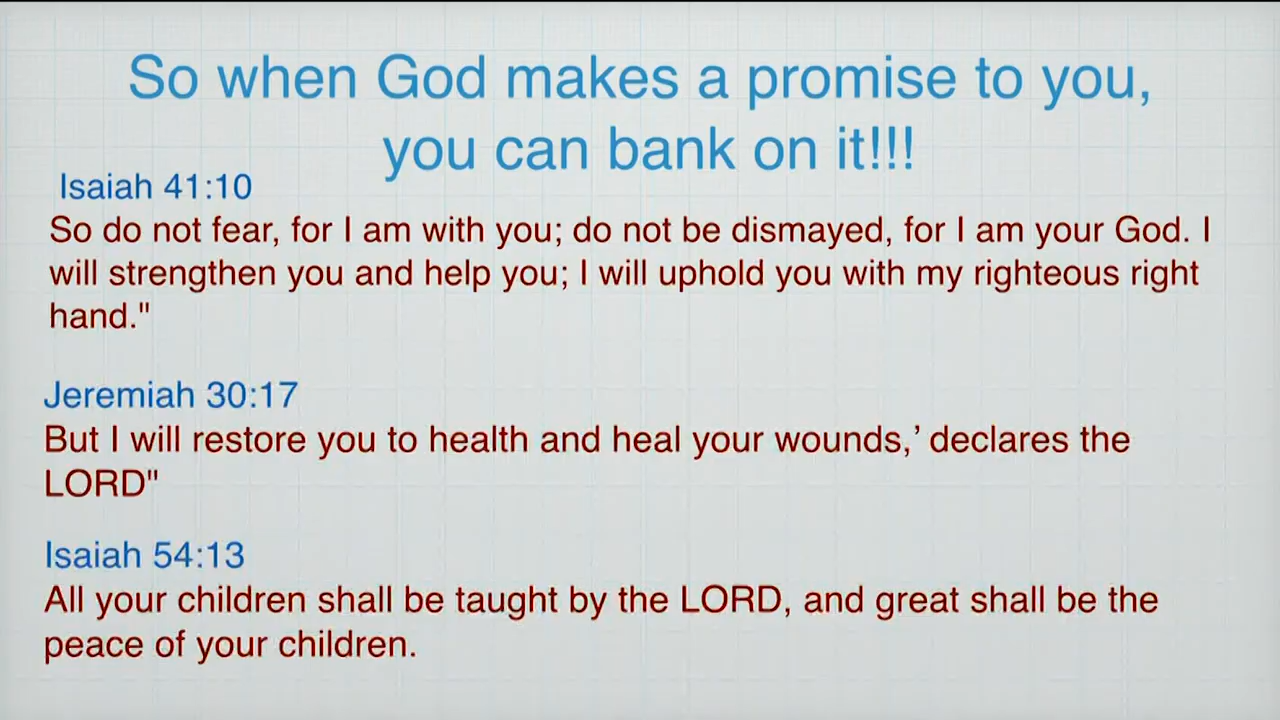 So when God makes a promise to you,
you can bank on it!!!
Isaiah 41:10
So do not fear, for I am with you; do not be dismayed, for I am your God. I
will strengthen you and help you; I will uphold you with my righteous right
hand."
Jeremiah 30:17
But I will restore you to health and heal your wounds,’ declares the
LORD"
Isaiah 54:13
All your children shall be taught by the LORD, and great shall be the
peace of your children.